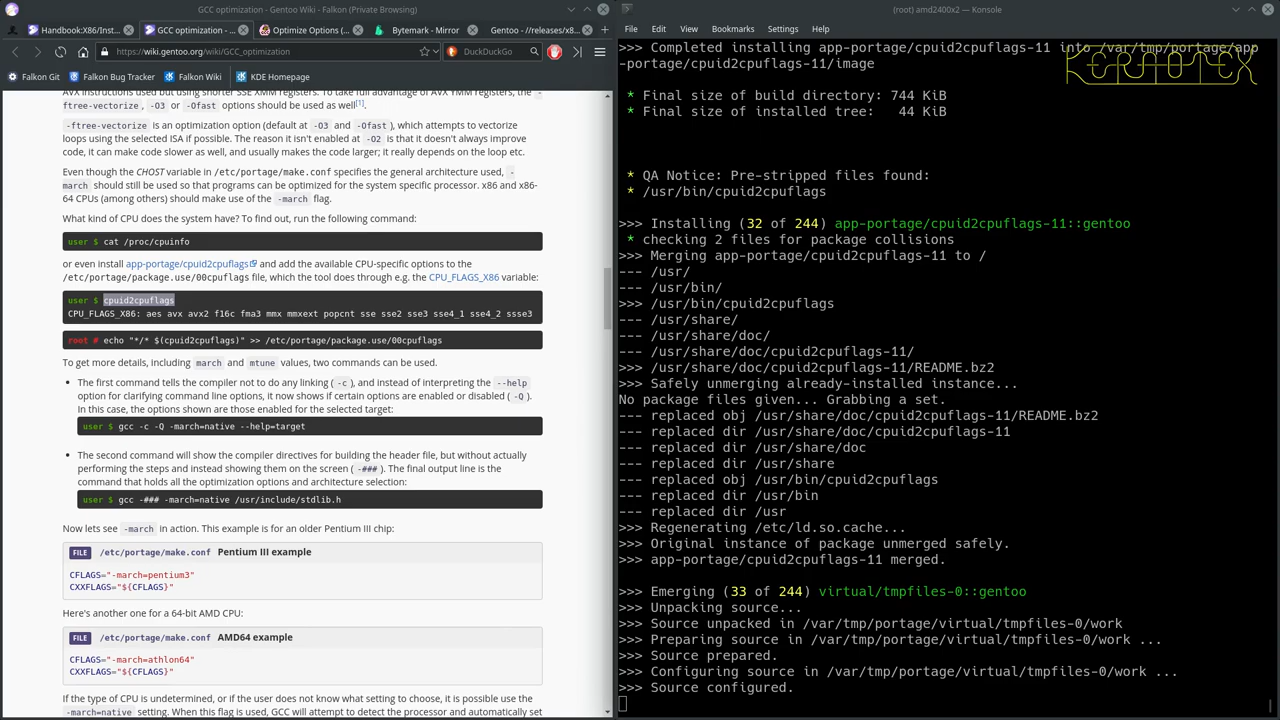 GCC optimization - Gentoo Wiki - Falkon (Private Browsing)
Handbook:X86/Inst...
GCC optimization - ...
Optimize Options (...
Bytemark - Mirror
Gentoo - /releases/x8...
https://wiki.gentoo.org/wiki/GCC_optimization
DuckDuckGo
Falkon Git
Falkon Bug Tracker
Falkon Wiki
KDE Homepage
AVX instructions used but using shorter SSE XMM registers. To take full advantage of AVX YMM registers, the -
ftree-vectorize , -O3 or -Ofast options should be used as well[1].
-ftree-vectorize is an optimization option (default at -O3 and -Ofast), which attempts to vectorize
loops using the selected ISA if possible. The reason it isn't enabled at -O2 is that it doesn't always improve
code, it can make code slower as well, and usually makes the code larger; it really depends on the loop etc.
Even though the CHOST variable in /etc/portage/make.conf specifies the general architecture used, -
march should still be used so that programs can be optimized for the system specific processor. x86 and x86-
64 CPUs (among others) should make use of the -march flag.
What kind of CPU does the system have? To find out, run the following command:
user $ cat /proc/cpuinfo
or even install app-portage/cpuid2cpuflags and add the available CPU-specific options to the
/etc/portage/package.use/00cpuflags file, which the tool does through e.g. the CPU_FLAGS_X86 variable:
user $ cpuid2cpuflags
CPU_FLAGS_X86: aes avx avx2 f16c fma3 mmx mmxext popcnt sse sse2 sse3 sse4_1 sse4_2 ssse3
root # echo "*/* $(cpuid2cpuflags)" >> /etc/portage/package.use/00cpuflags
To get more details, including march and mtune values, two commands can be used.
• The first command tells the compiler not to do any linking ( -c ), and instead of interpreting the --help
option for clarifying command line options, it now shows if certain options are enabled or disabled ( -Q ).
In this case, the options shown are those enabled for the selected target:
user $ gcc -c -Q -march=native --help=target
• The second command will show the compiler directives for building the header file, but without actually
performing the steps and instead showing them on the screen ( -### ). The final output line is the
command that holds all the optimization options and architecture selection:
user $ gcc -### -march=native /usr/include/stdlib.h
Now lets see -march in action. This example is for an older Pentium III chip:
FILE /etc/portage/make.conf Pentium III example
CFLAGS="-march=pentium3"
CXXFLAGS="${CFLAGS}"
Here's another one for a 64-bit AMD CPU:
FILE /etc/portage/make.conf AMD64 example
CFLAGS="-march=athlon64"
CXXFLAGS="${CFLAGS}"
If the type of CPU is undetermined, or if the user does not know what setting to choose, it is possible use the
-march=native setting. When this flag is used, GCC will attempt to detect the processor and automatically set
(root) amd2400x2 — Konsole
File Edit View Bookmarks Settings Help
>>> Completed installing app-portage/cpuid2cpuflags-11 into /var/tmp/portage/app
-portage/cpuid2cpuflags-11/image
* Final size of build directory: 744 KiB
* Final size of installed tree: 44 KiB
* QA Notice: Pre-stripped files found:
* /usr/bin/cpuid2cpuflags
>>> Installing (32 of 244) app-portage/cpuid2cpuflags-11::gentoo
* checking 2 files for package collisions
>>> Merging app-portage/cpuid2cpuflags-11 to /
--- /usr/
--- /usr/bin/
>>> /usr/bin/cpuid2cpuflags
--- /usr/share/
--- /usr/share/doc/
--- /usr/share/doc/cpuid2cpuflags-11/
>>> /usr/share/doc/cpuid2cpuflags-11/README.bz2
>>> Safely unmerging already-installed instance...
No package files given... Grabbing a set.
--- replaced obj /usr/share/doc/cpuid2cpuflags-11/README.bz2
--- replaced dir /usr/share/doc/cpuid2cpuflags-11
--- replaced dir /usr/share/doc
--- replaced dir /usr/share
--- replaced obj /usr/bin/cpuid2cpuflags
--- replaced dir /usr/bin
--- replaced dir /usr
>>> Regenerating /etc/ld.so.cache...
>>> Original instance of package unmerged safely.
>>> app-portage/cpuid2cpuflags-11 merged.
>>> Emerging (33 of 244) virtual/tmpfiles-0::gentoo
>>> Unpacking source...
>>> Source unpacked in /var/tmp/portage/virtual/tmpfiles-0/work
>>> Preparing source in /var/tmp/portage/virtual/tmpfiles-0/work ...
>>> Source prepared.
>>> Configuring source in /var/tmp/portage/virtual/tmpfiles-0/work ...
>>> Source configured.